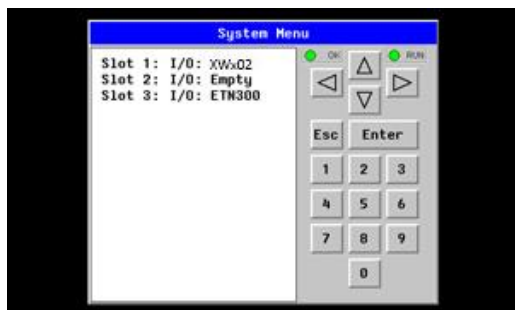 System Menu
Slot 1: I/O: XWx02
Slot 2: I/O: Empty
Slot 3: I/O: ETN300
OK
RUN
Esc
Enter
1 2 3
4 5 6
7 8 9
0